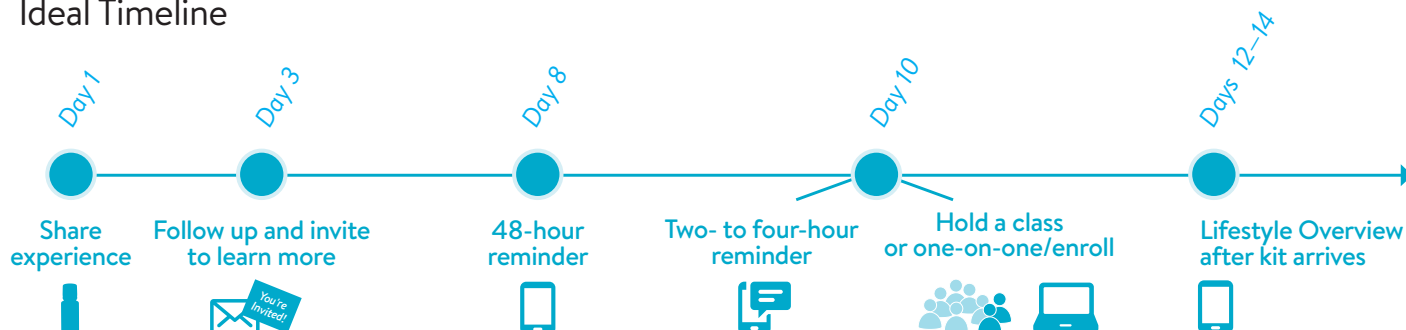 Ideal Timeline
Day 1
Day 3
Day 8
Day 10
Days 12–14
Share
experience
Follow up and invite
to learn more
48-hour
reminder
Two- to four-hour
reminder
Hold a class
or one-on-one/enroll
Lifestyle Overview
after kit arrives
You're
Invited!